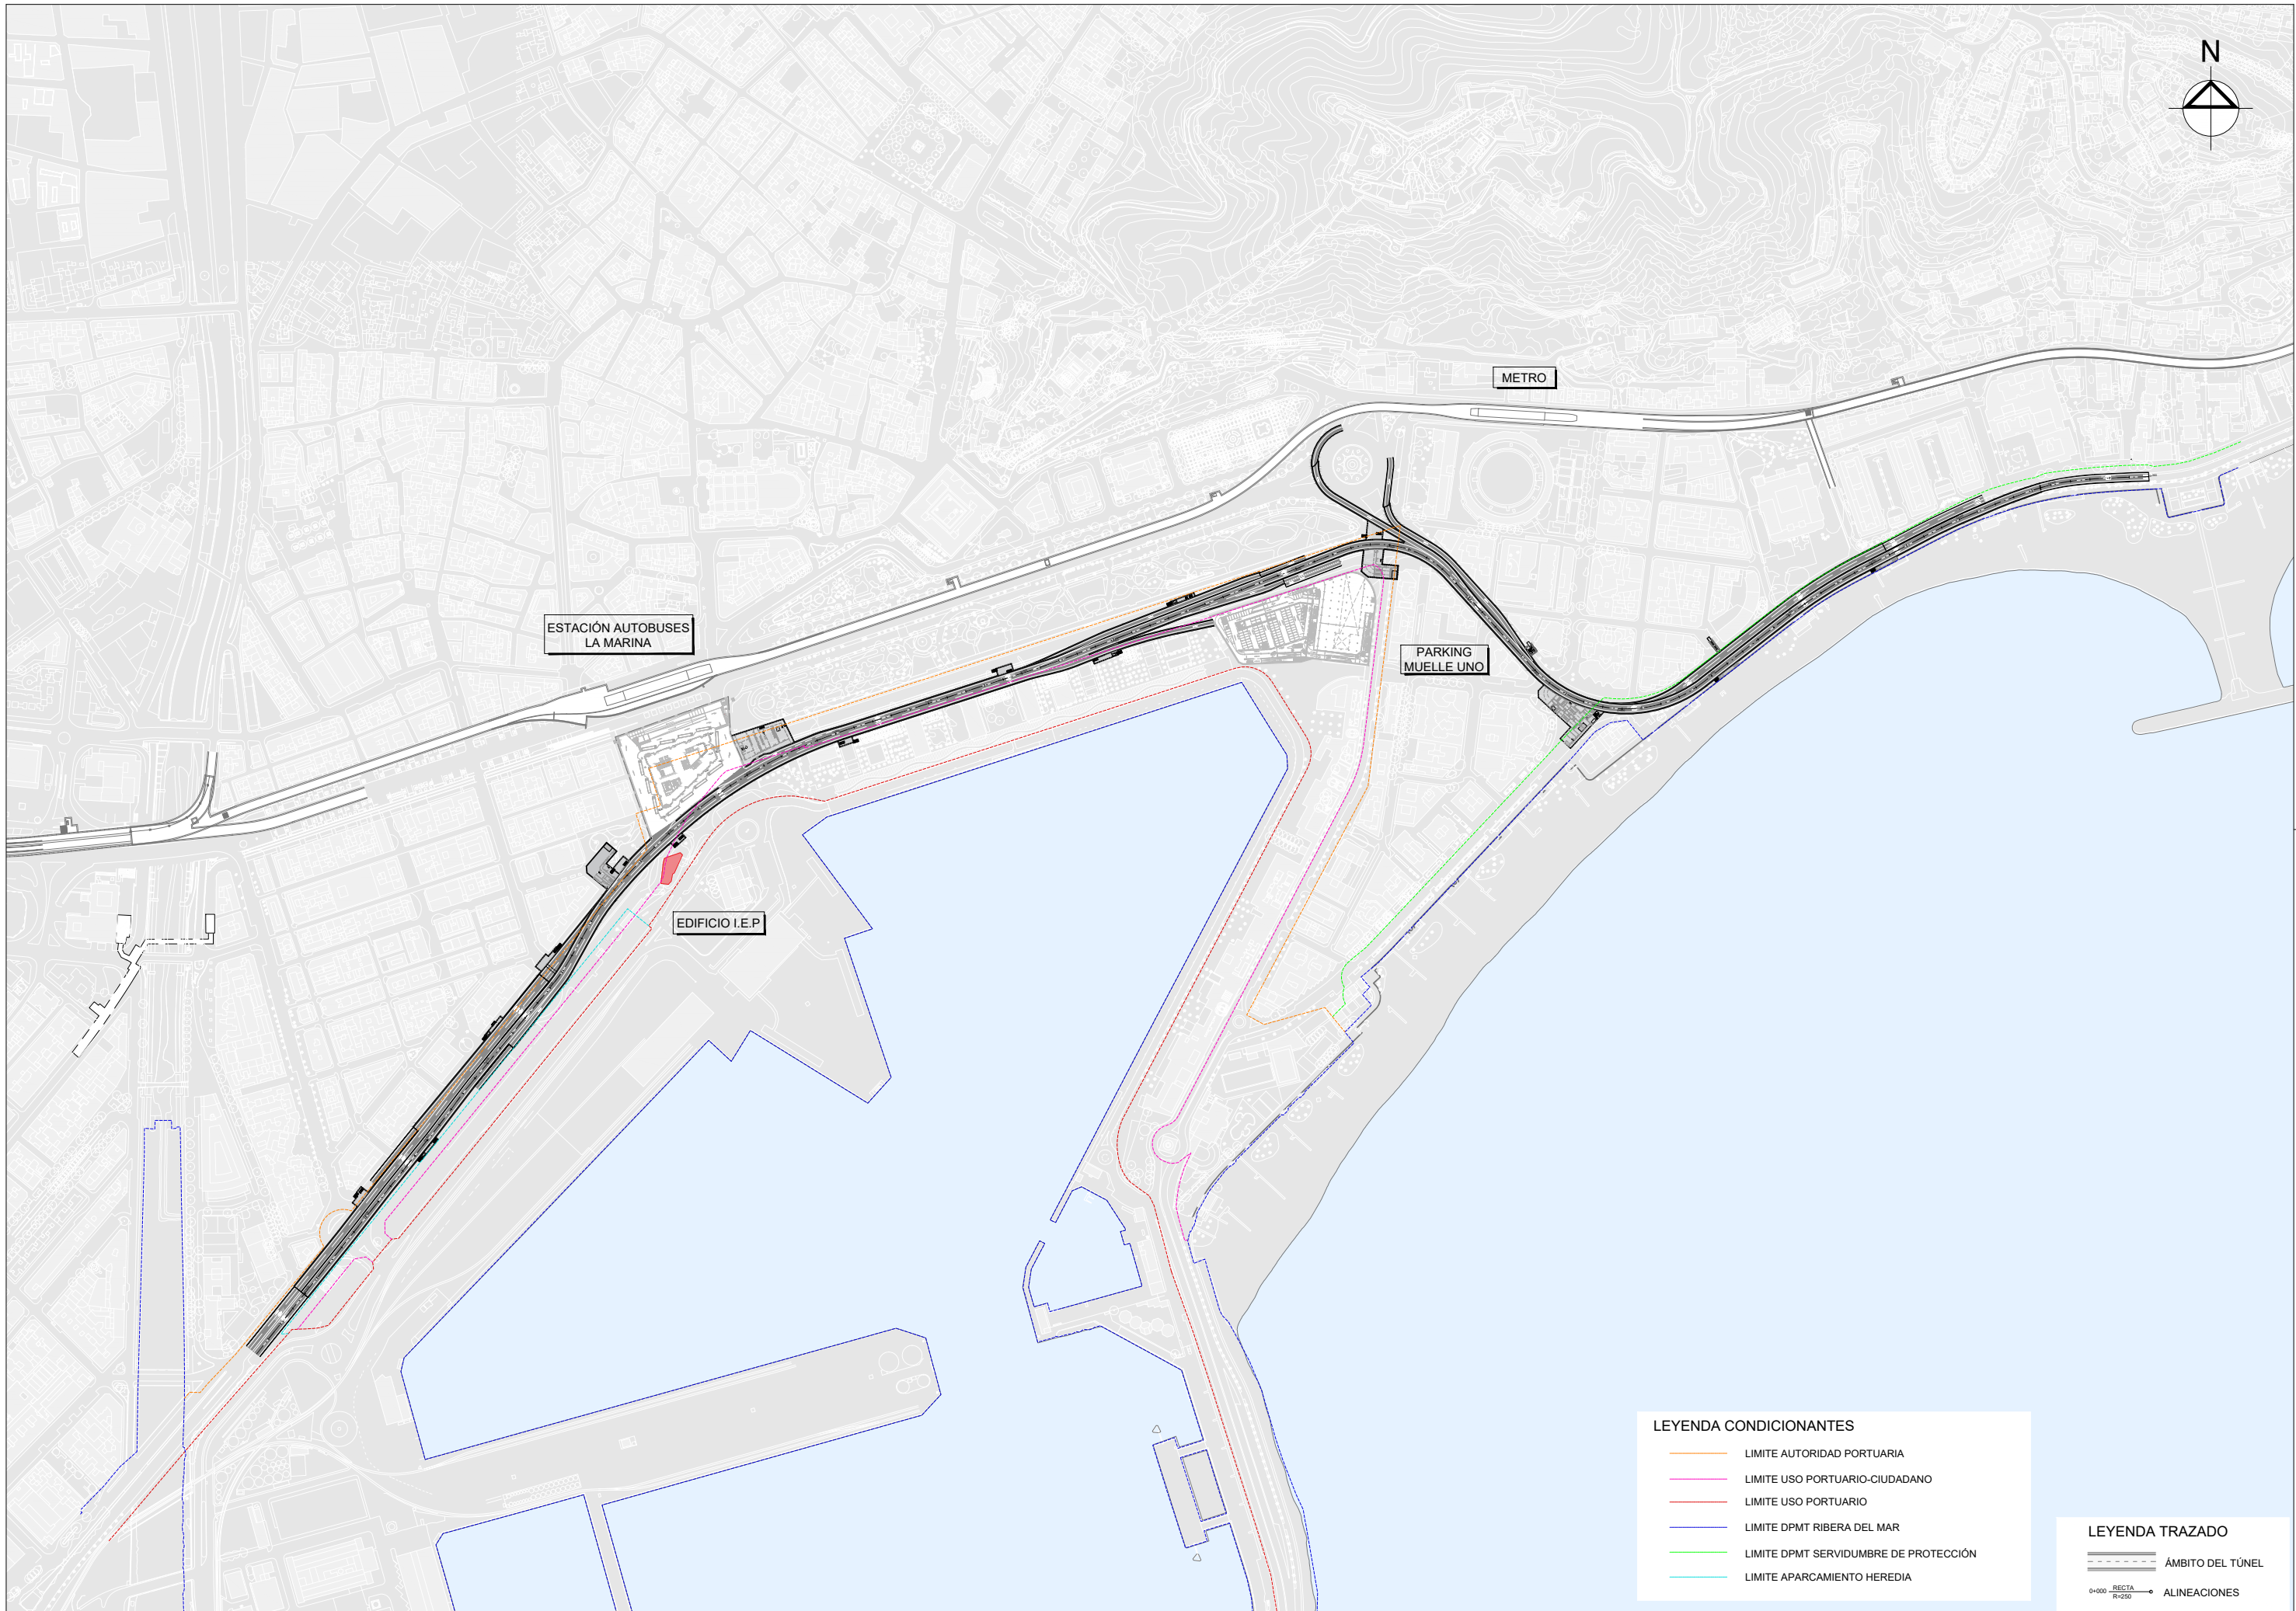 N
METRO
ESTACIÓN AUTOBUSES
LA MARINA
PARKING
MUELLE UNO
EDIFICIO I.E.P
LEYENDA CONDICIONANTES
LIMITE AUTORIDAD PORTUARIA
LIMITE USO PORTUARIO-CIUDADANO
LIMITE USO PORTUARIO
LIMITE DPMT RIBERA DEL MAR
LIMITE DPMT SERVIDUMBRE DE PROTECCIÓN
LIMITE APARCAMIENTO HEREDIA
LEYENDA TRAZADO
ÁMBITO DEL TÚNEL
0+000 RECTA
R=250
ALINEACIONES